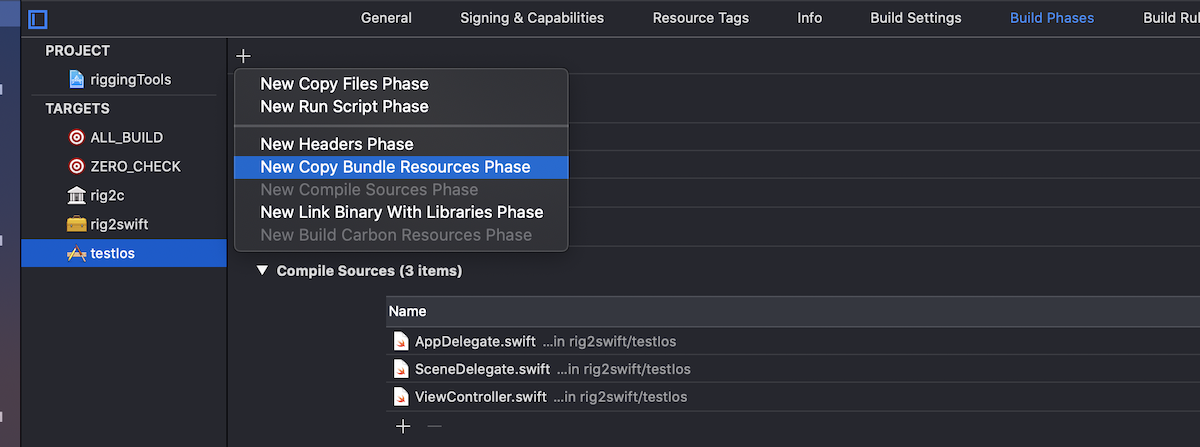 General Signing & Capabilities Resource Tags Info Build Settings Build Phases Build Rul
PROJECT
riggingTools
TARGETS
ALL_BUILD
ZERO_CHECK
rig2c
rig2swift
testIos
New Copy Files Phase
New Run Script Phase
New Headers Phase
New Copy Bundle Resources Phase
New Compile Sources Phase
New Link Binary With Libraries Phase
New Build Carbon Resources Phase
Compile Sources (3 items)
Name
AppDelegate.swift ...in rig2swift/testIos
SceneDelegate.swift ...in rig2swift/testIos
ViewController.swift ...in rig2swift/testIos